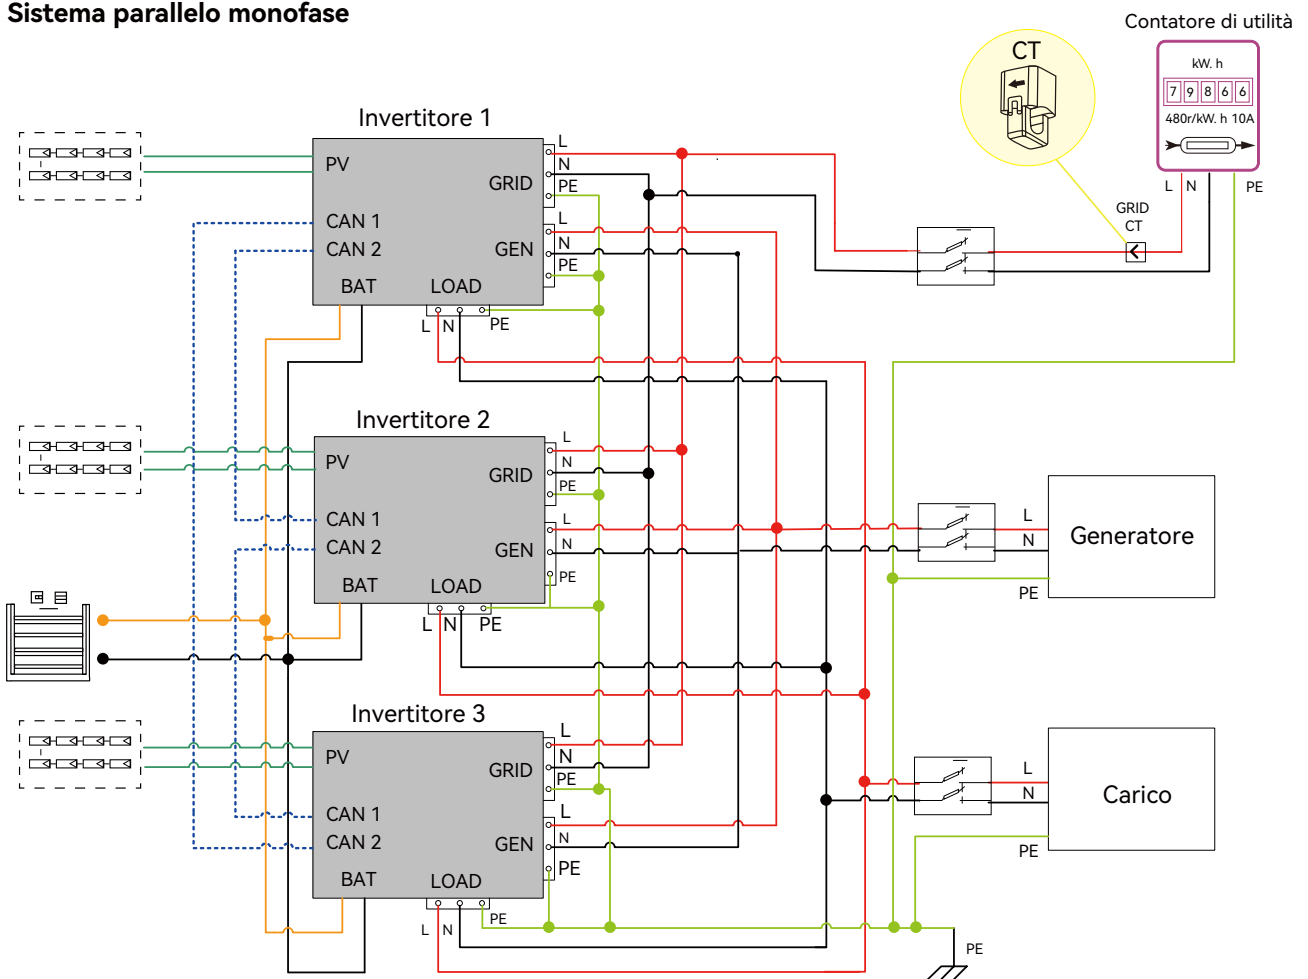 Sistema parallelo monofase
Contatore di utilità
CT
kW. h
7 9 8 6 6
480r/kW. h 10A
L N PE
GRID
CT
Invertitore 1
PV
CAN 1
CAN 2
BAT
LOAD
GRID
GEN
L
N
PE
L
N
PE
L N PE
Invertitore 2
PV
CAN 1
CAN 2
BAT
LOAD
GRID
GEN
L
N
PE
L
N
PE
L N PE
Generatore
L
N
PE
Invertitore 3
PV
CAN 1
CAN 2
BAT
LOAD
GRID
GEN
L
N
PE
L
N
PE
L N PE
Carico
L
N
PE
PE